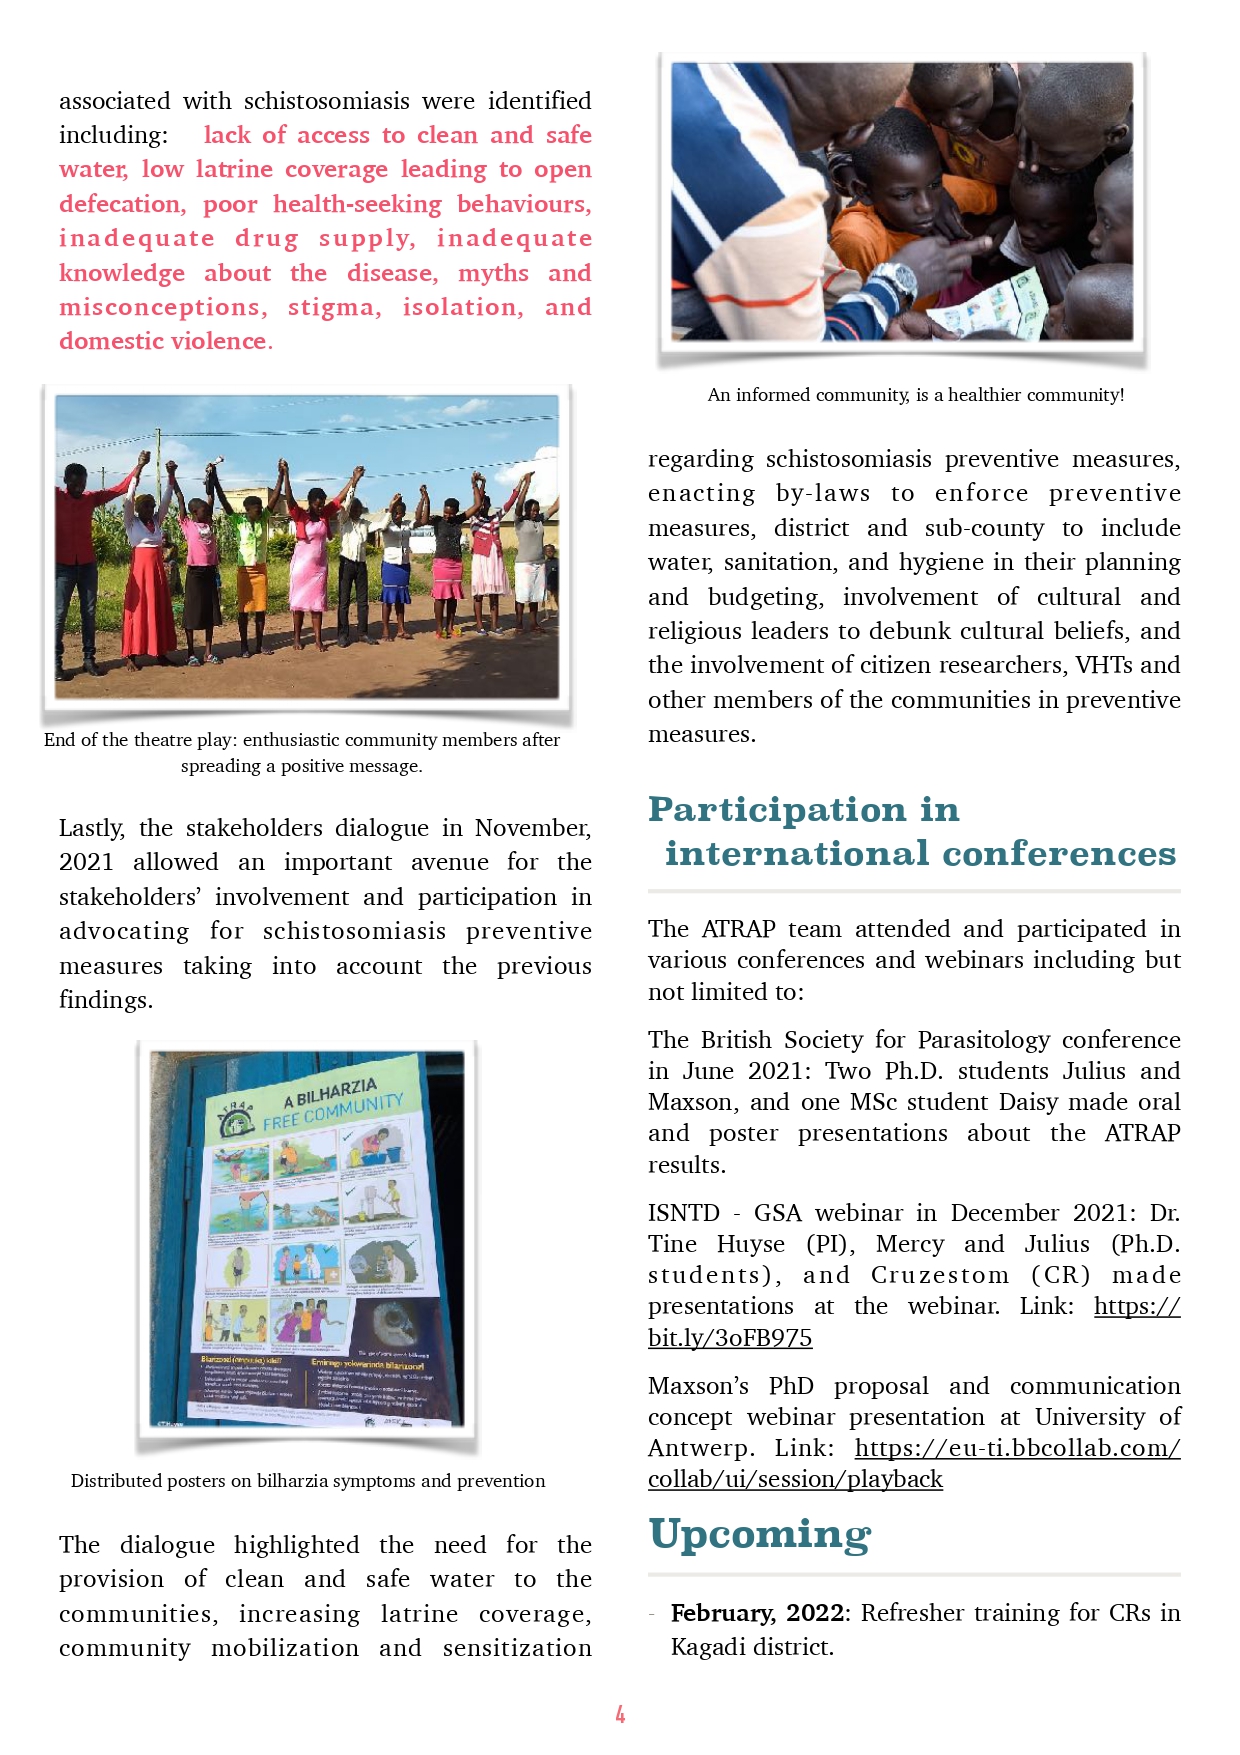 associated with schistosomiasis were identified
including: lack of access to clean and safe
water, low latrine coverage leading to open
defecation, poor health-seeking behaviours,
inadequate drug supply, inadequate
knowledge about the disease, myths and
misconceptions, stigma, isolation, and
domestic violence.
End of the theatre play: enthusiastic community members after
spreading a positive message.
Lastly, the stakeholders dialogue in November,
2021 allowed an important avenue for the
stakeholders’ involvement and participation in
advocating for schistosomiasis preventive
measures taking into account the previous
findings.
ATRAP
A BILHARZIA
FREE COMMUNITY
Distributed posters on bilharzia symptoms and prevention
The dialogue highlighted the need for the
provision of clean and safe water to the
communities, increasing latrine coverage,
community mobilization and sensitization
An informed community, is a healthier community!
regarding schistosomiasis preventive measures,
enacting by-laws to enforce preventive
measures, district and sub-county to include
water, sanitation, and hygiene in their planning
and budgeting, involvement of cultural and
religious leaders to debunk cultural beliefs, and
the involvement of citizen researchers, VHTs and
other members of the communities in preventive
measures.
Participation in
international conferences
The ATRAP team attended and participated in
various conferences and webinars including but
not limited to:
The British Society for Parasitology conference
in June 2021: Two Ph.D. students Julius and
Maxson, and one MSc student Daisy made oral
and poster presentations about the ATRAP
results.
ISNTD - GSA webinar in December 2021: Dr.
Tine Huyse (PI), Mercy and Julius (Ph.D.
students), and Cruzestom (CR) made
presentations at the webinar. Link: https://
bit.ly/3oFB975
Maxson’s PhD proposal and communication
concept webinar presentation at University of
Antwerp. Link: https://eu-ti.bbcollab.com/
collab/ui/session/playback
Upcoming
- February, 2022: Refresher training for CRs in
Kagadi district.
4